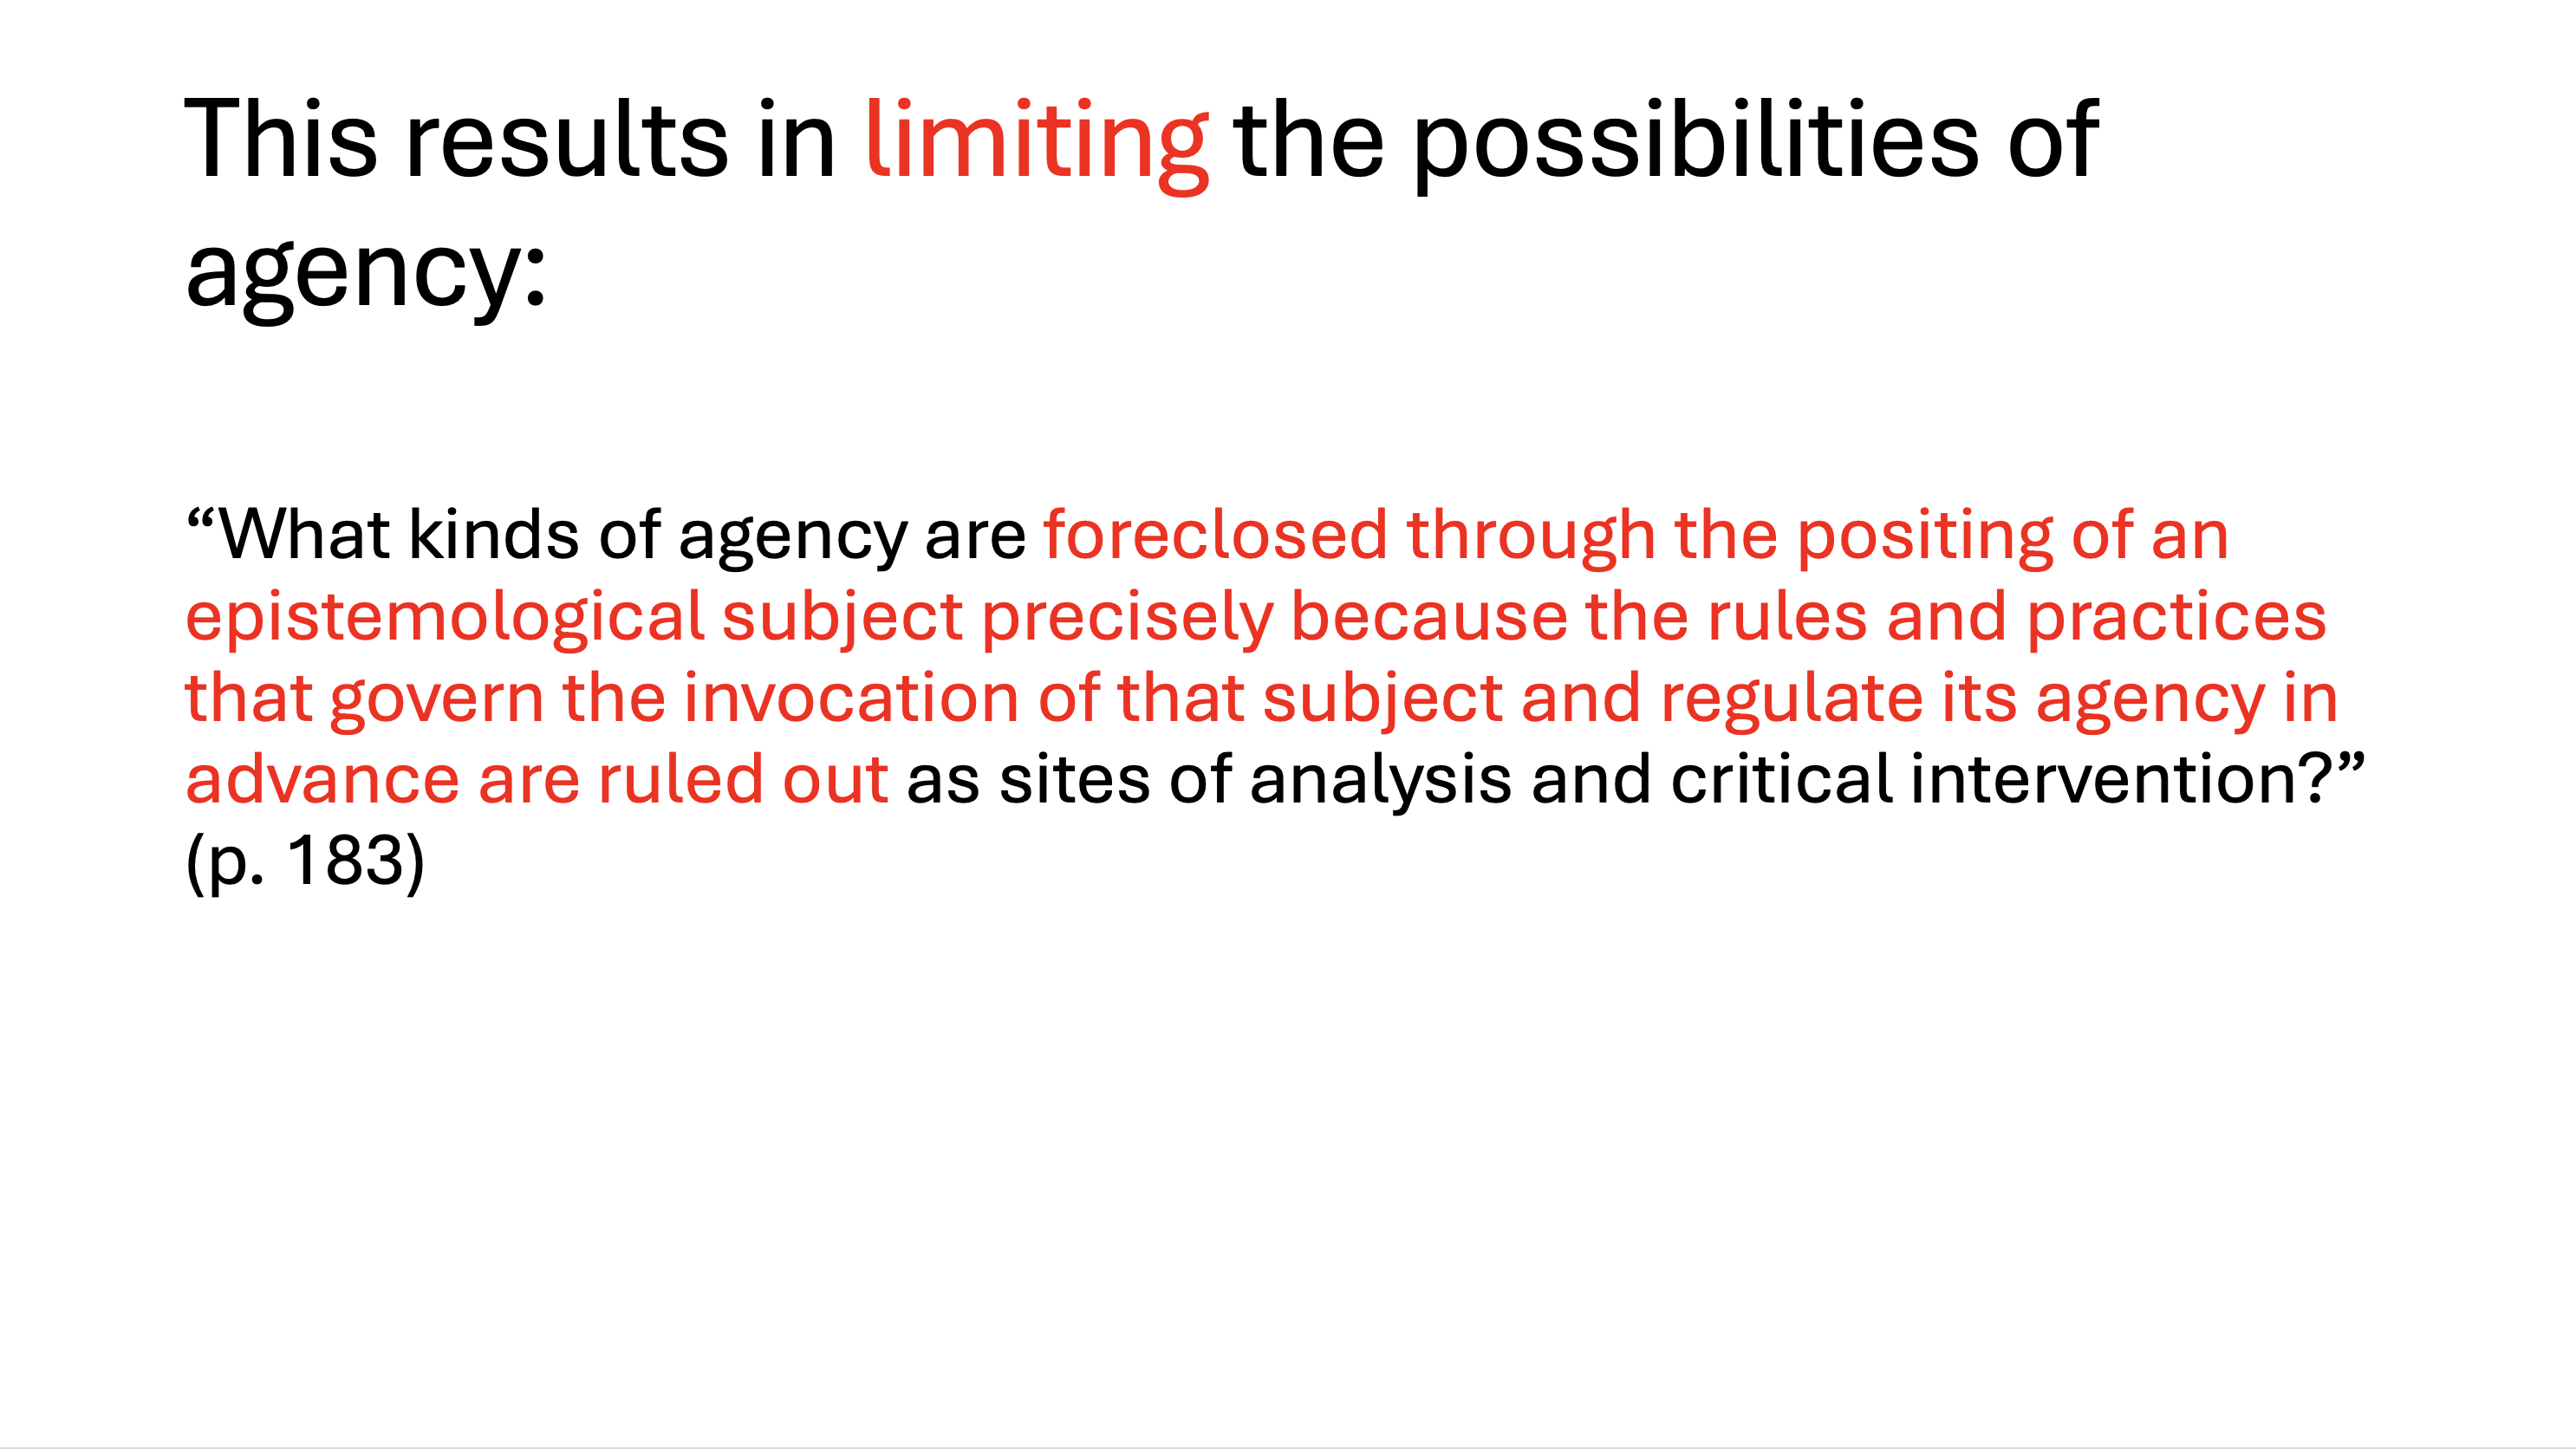 This results in limiting the possibilities of
agency:
“What kinds of agency are foreclosed through the positing of an
epistemological subject precisely because the rules and practices
that govern the invocation of that subject and regulate its agency in
advance are ruled out as sites of analysis and critical intervention?”
(p. 183)